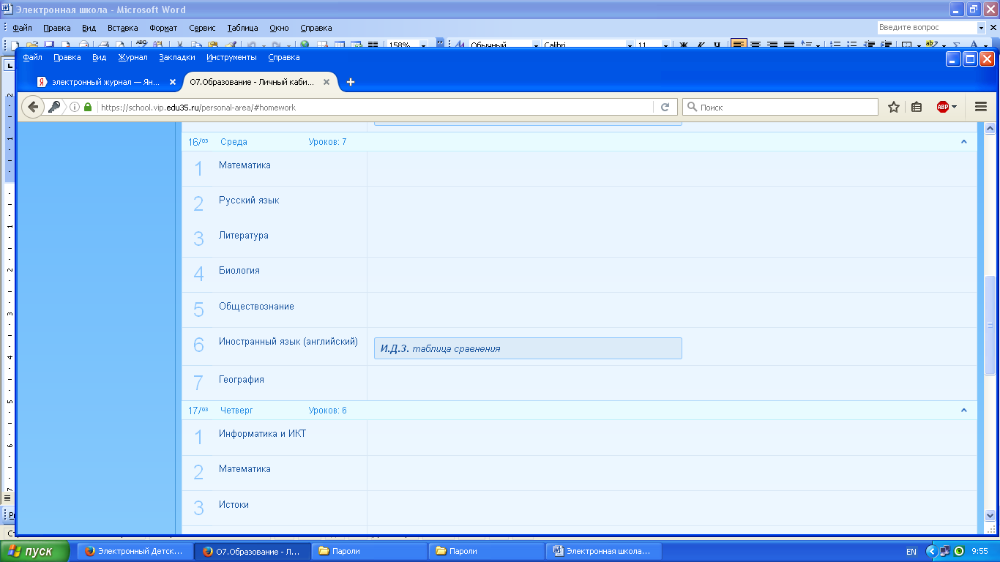 Электронная школа - Microsoft Word
Файл Правка Вид Вставка Формат Сервис Таблица Окно Справка Введите вопрос
158% Обычный Calibri 11 Ж К Ч
Файл Правка Вид Журнал Закладки Инструменты Справка
электронный журнал — Ян... О7.Образование - Личный каби...
https://school.vip.edu35.ru/personal-area/#homework Поиск ABP
16/03 Среда Уроков: 7
1 Математика
2 Русский язык
3 Литература
4 Биология
5 Обществознание
6 Иностранный язык (английский) И.Д.З. таблица сравнения
7 География
17/03 Четверг Уроков: 6
1 Информатика и ИКТ
2 Математика
3 Истоки
пуск Электронный Детск... О7.Образование - Л... Пароли Пароли Электронная школа... EN 9:55